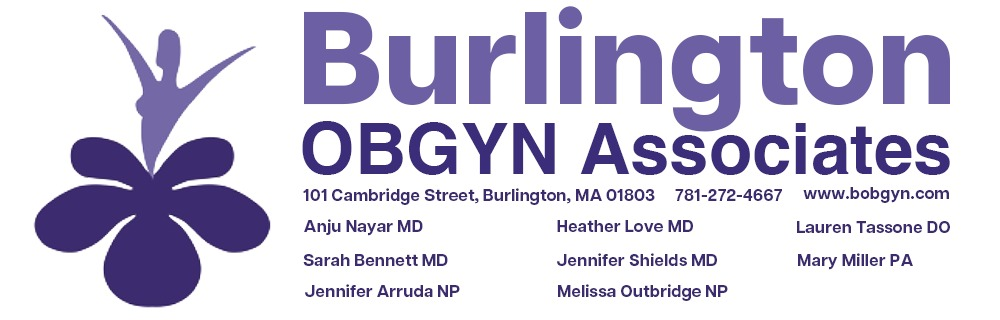 Burlington
OBGYN Associates
101 Cambridge Street, Burlington, MA 01803 781-272-4667 www.bobgyn.com
Anju Nayar MD Heather Love MD Lauren Tassone DO
Sarah Bennett MD Jennifer Shields MD Mary Miller PA
Jennifer Arruda NP Melissa Outbridge NP